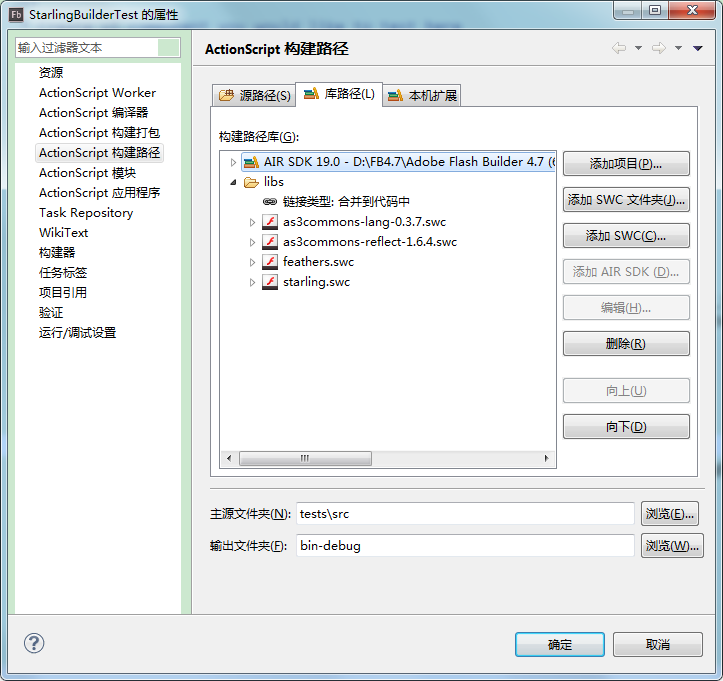 Fb StarlingBuilderTest 的属性
输入过滤器文本
资源
ActionScript Worker
ActionScript 编译器
ActionScript 构建打包
ActionScript 构建路径
ActionScript 模块
ActionScript 应用程序
Task Repository
WikiText
构建器
任务标签
项目引用
验证
运行/调试设置
ActionScript 构建路径
源路径(S) 库路径(L) 本机扩展
构建路径库(G):
AIR SDK 19.0 - D:\FB4.7\Adobe Flash Builder 4.7 (6
libs
链接类型: 合并到代码中
as3commons-lang-0.3.7.swc
as3commons-reflect-1.6.4.swc
feathers.swc
starling.swc
添加项目(P)...
添加 SWC 文件夹(J)...
添加 SWC(C)...
添加 AIR SDK (D)...
编辑(H)...
删除(R)
向上(U)
向下(D)
主源文件夹(N): tests\src 浏览(E)...
输出文件夹(F): bin-debug 浏览(W)...
确定 取消